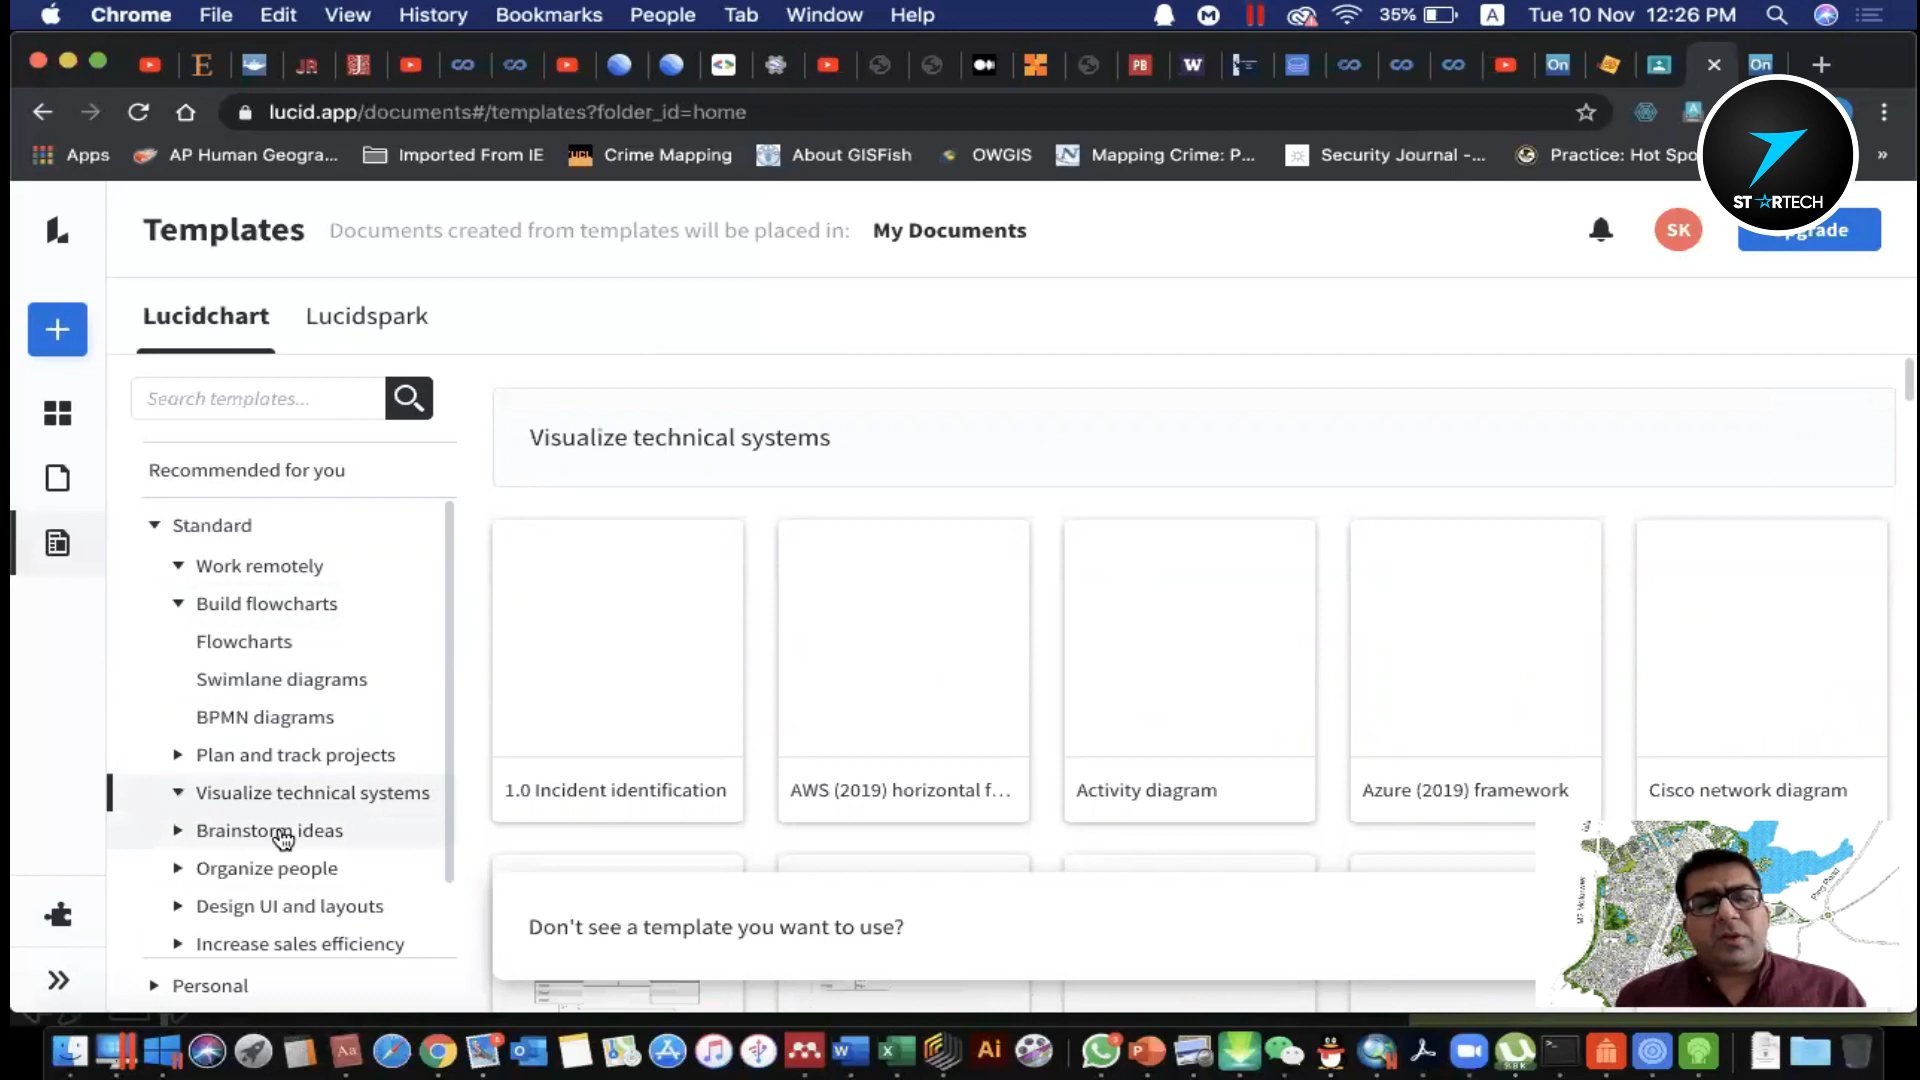 Chrome File Edit View History Bookmarks People Tab Window Help
35% A Tue 10 Nov 12:26 PM
lucid.app/documents#/templates?folder_id=home
Apps AP Human Geogra... Imported From IE Crime Mapping About GISFish OWGIS Mapping Crime: P... Security Journal -... Practice: Hot Spo »
STARTECH
Templates Documents created from templates will be placed in: My Documents
SK
Lucidchart Lucidspark
Search templates...
Visualize technical systems
Recommended for you
Standard
Work remotely
Build flowcharts
Flowcharts
Swimlane diagrams
BPMN diagrams
Plan and track projects
Visualize technical systems
Brainstorm ideas
Organize people
Design UI and layouts
Increase sales efficiency
Personal
1.0 Incident identification
AWS (2019) horizontal f...
Activity diagram
Azure (2019) framework
Cisco network diagram
Don't see a template you want to use?